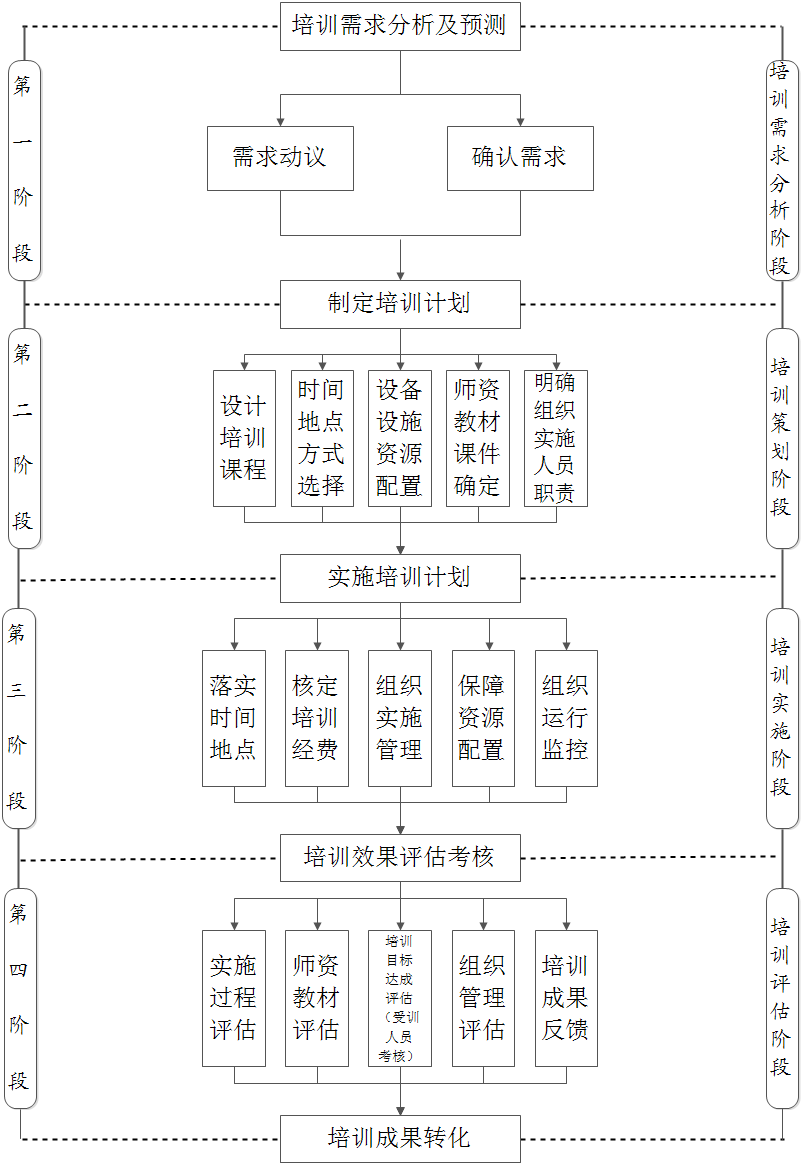 培训需求分析及预测
第
一
阶
段
培
训
需
求
分
析
阶
段
需求动议
确认需求
制定培训计划
第
二
阶
段
设计
培训
课程
时间
地点
方式
选择
设备
设施
资源
配置
师资
教材
课件
确定
明确
组织
实施
人员
职责
培
训
策
划
阶
段
实施培训计划
第
三
阶
段
落实
时间
地点
核定
培训
经费
组织
实施
管理
保障
资源
配置
组织
运行
监控
培
训
实
施
阶
段
培训效果评估考核
第
四
阶
段
实施
过程
评估
师资
教材
评估
培训
目标
达成
评估
（受训
人员
考核）
组织
管理
评估
培训
成果
反馈
培
训
评
估
阶
段
培训成果转化